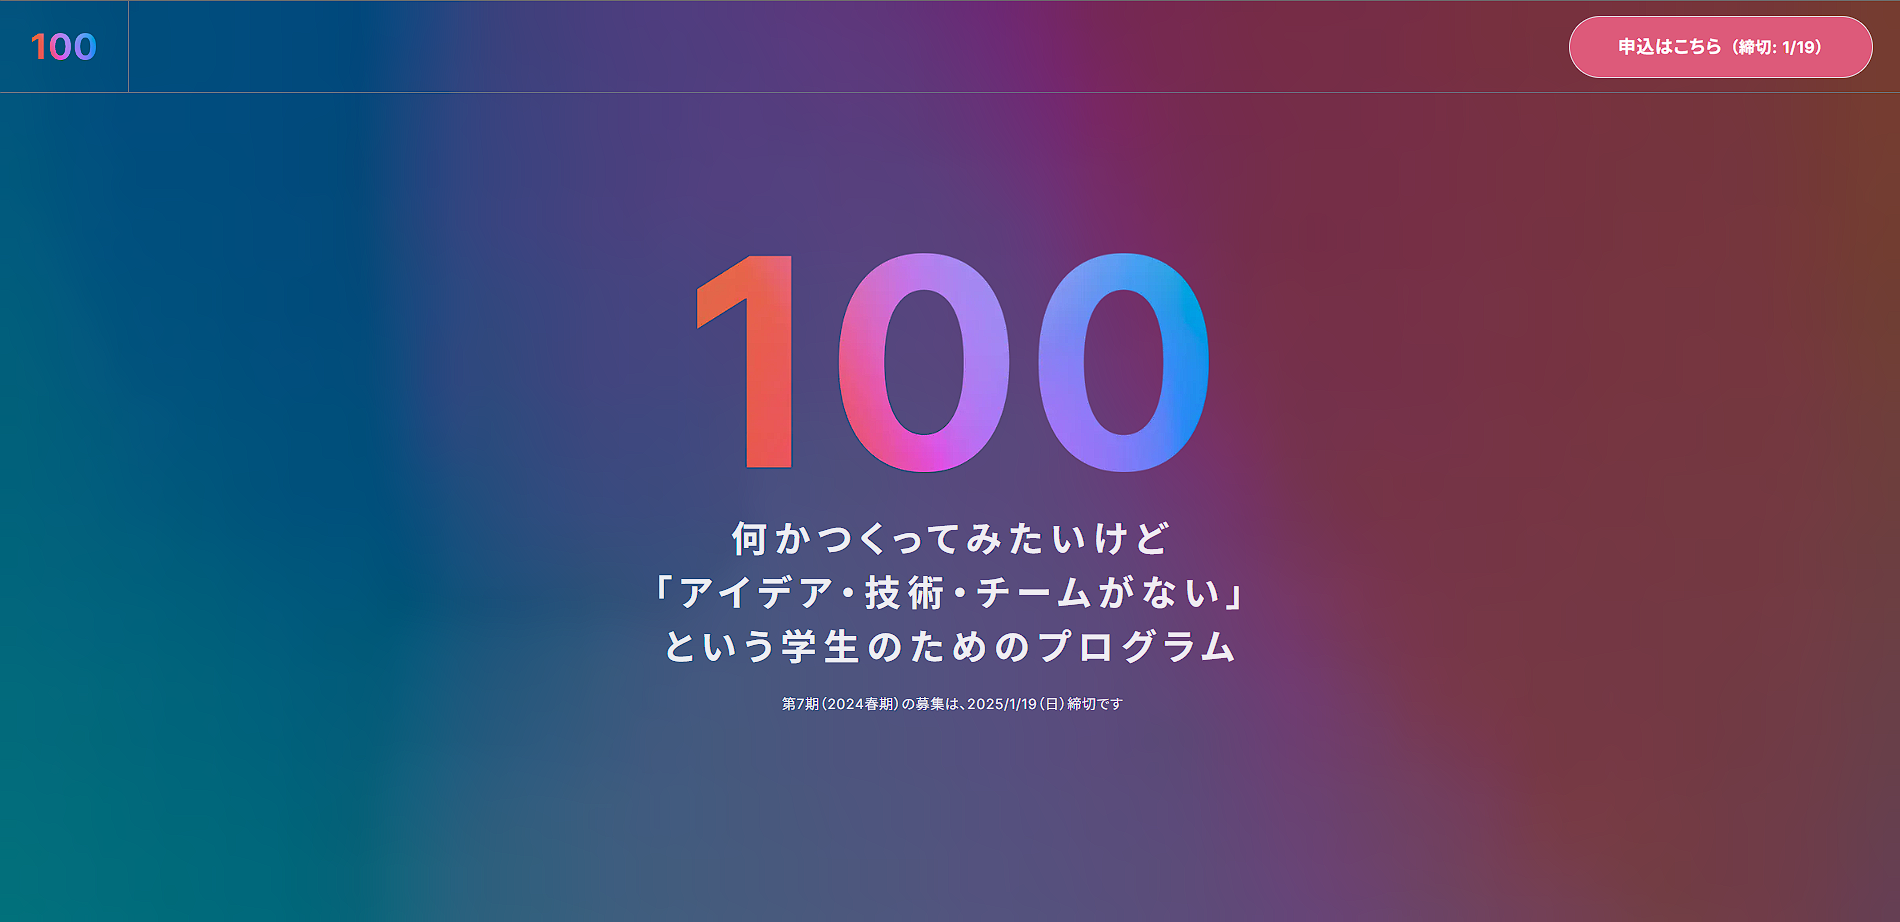 100
申込はこちら（締切: 1/19）
100
何かつくってみたいけど
「アイデア・技術・チームがない」
という学生のためのプログラム
第7期（2024春期）の募集は、2025/1/19（日）締切です